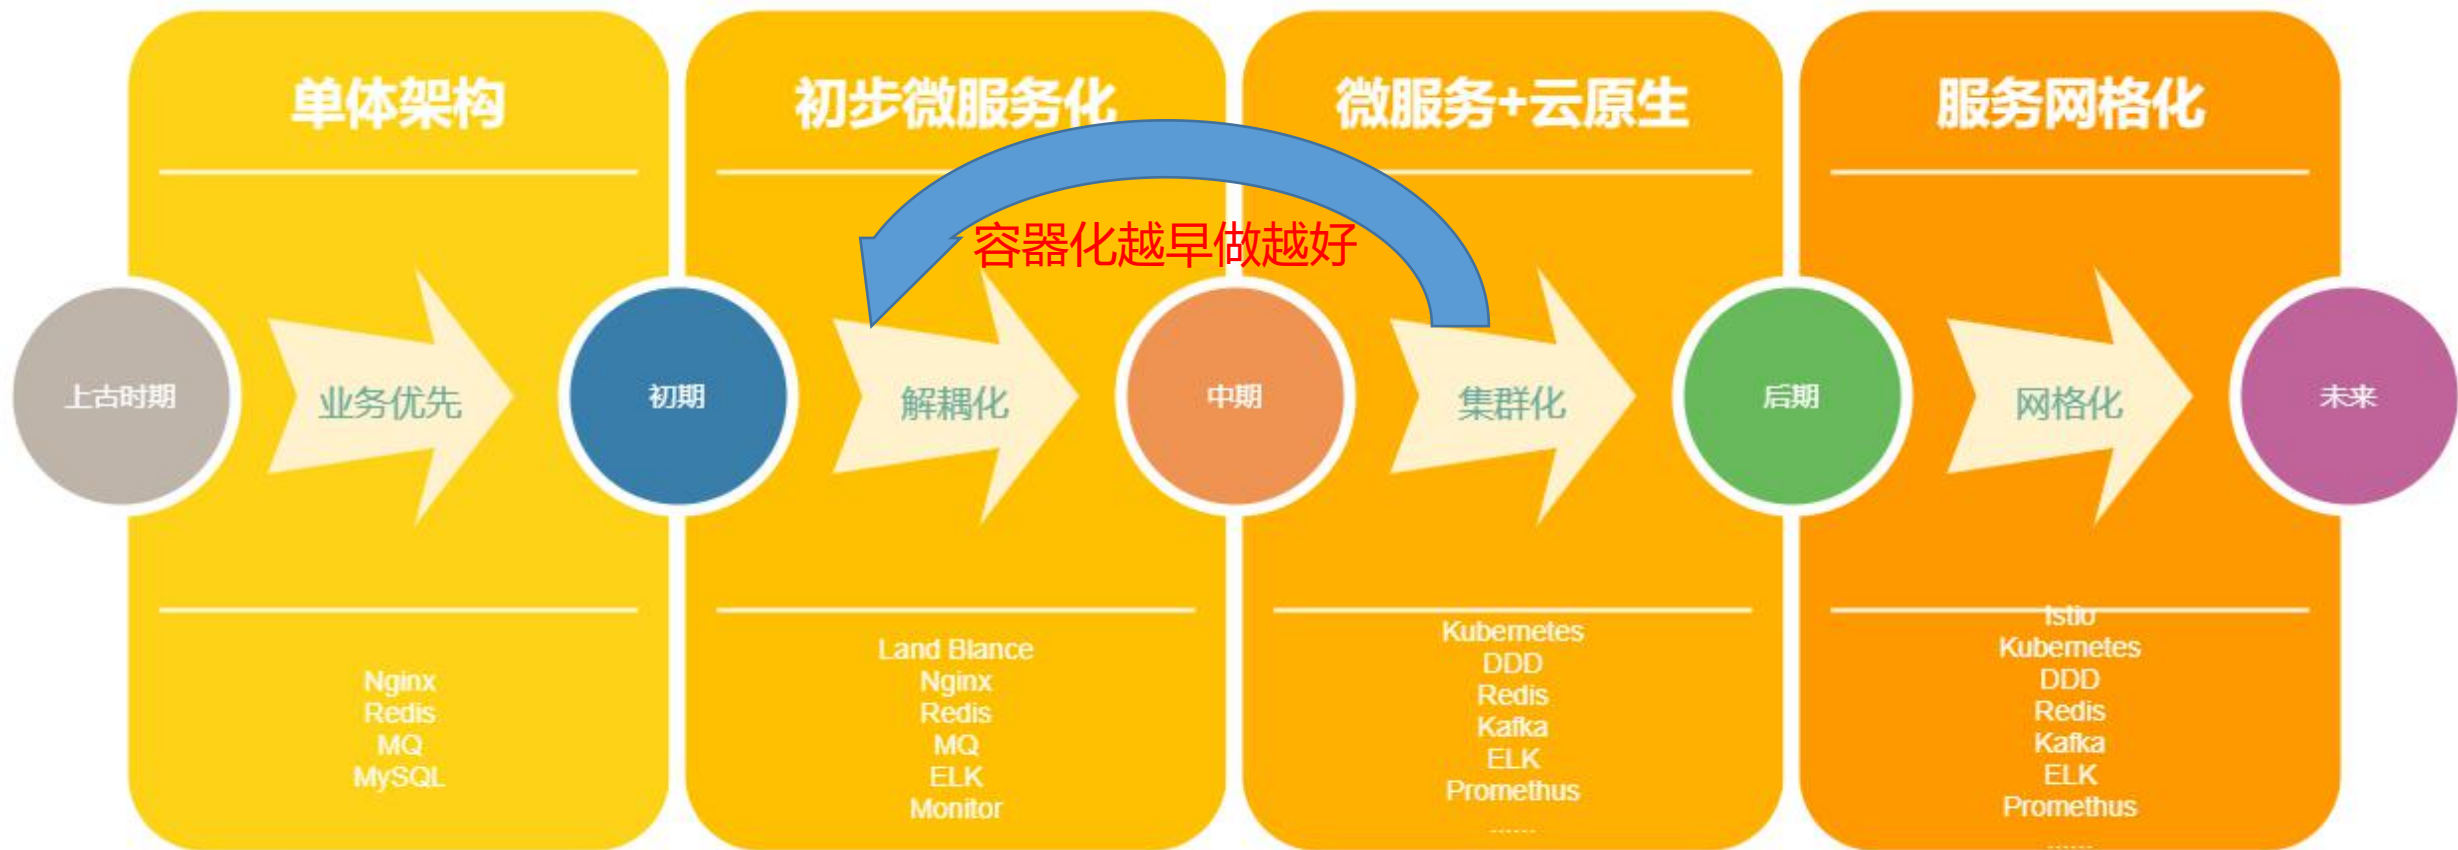 单体架构
初步微服务化
微服务+云原生
服务网格化
容器化越早做越好
上古时期
业务优先
初期
解耦化
中期
集群化
后期
网格化
未来
Nginx
Redis
MQ
MySQL
Land Blance
Nginx
Redis
MQ
ELK
Monitor
Kubernetes
DDD
Redis
Kafka
ELK
Promethus
......
Istio
Kubernetes
DDD
Redis
Kafka
ELK
Promethus
......